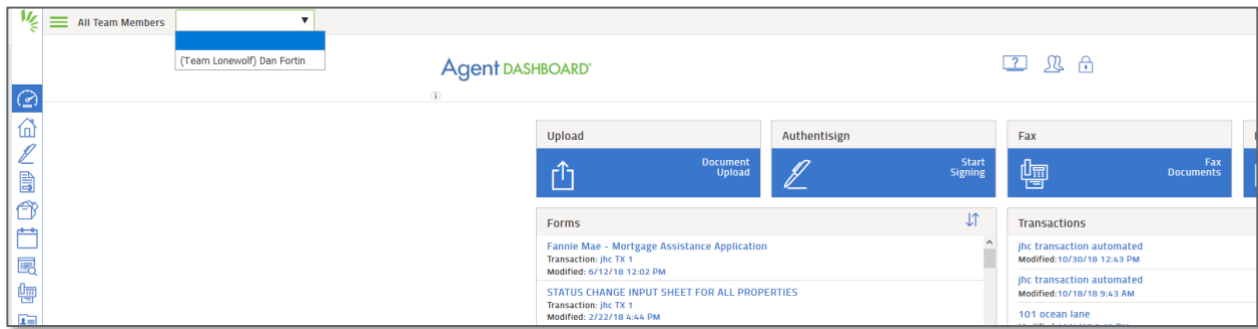 All Team Members
(Team Lonewolf) Dan Fortin
Agent DASHBOARD®
?
i
Upload
Document
Upload
Authentisign
Start
Signing
Fax
Fax
Documents
Forms
Fannie Mae - Mortgage Assistance Application
Transaction: jhc TX 1
Modified: 6/12/18 12:02 PM
STATUS CHANGE INPUT SHEET FOR ALL PROPERTIES
Transaction: jhc TX 1
Modified: 2/22/18 4:44 PM
Transactions
jhc transaction automated
Modified:10/30/18 12:43 PM
jhc transaction automated
Modified:10/18/18 9:43 AM
101 ocean lane